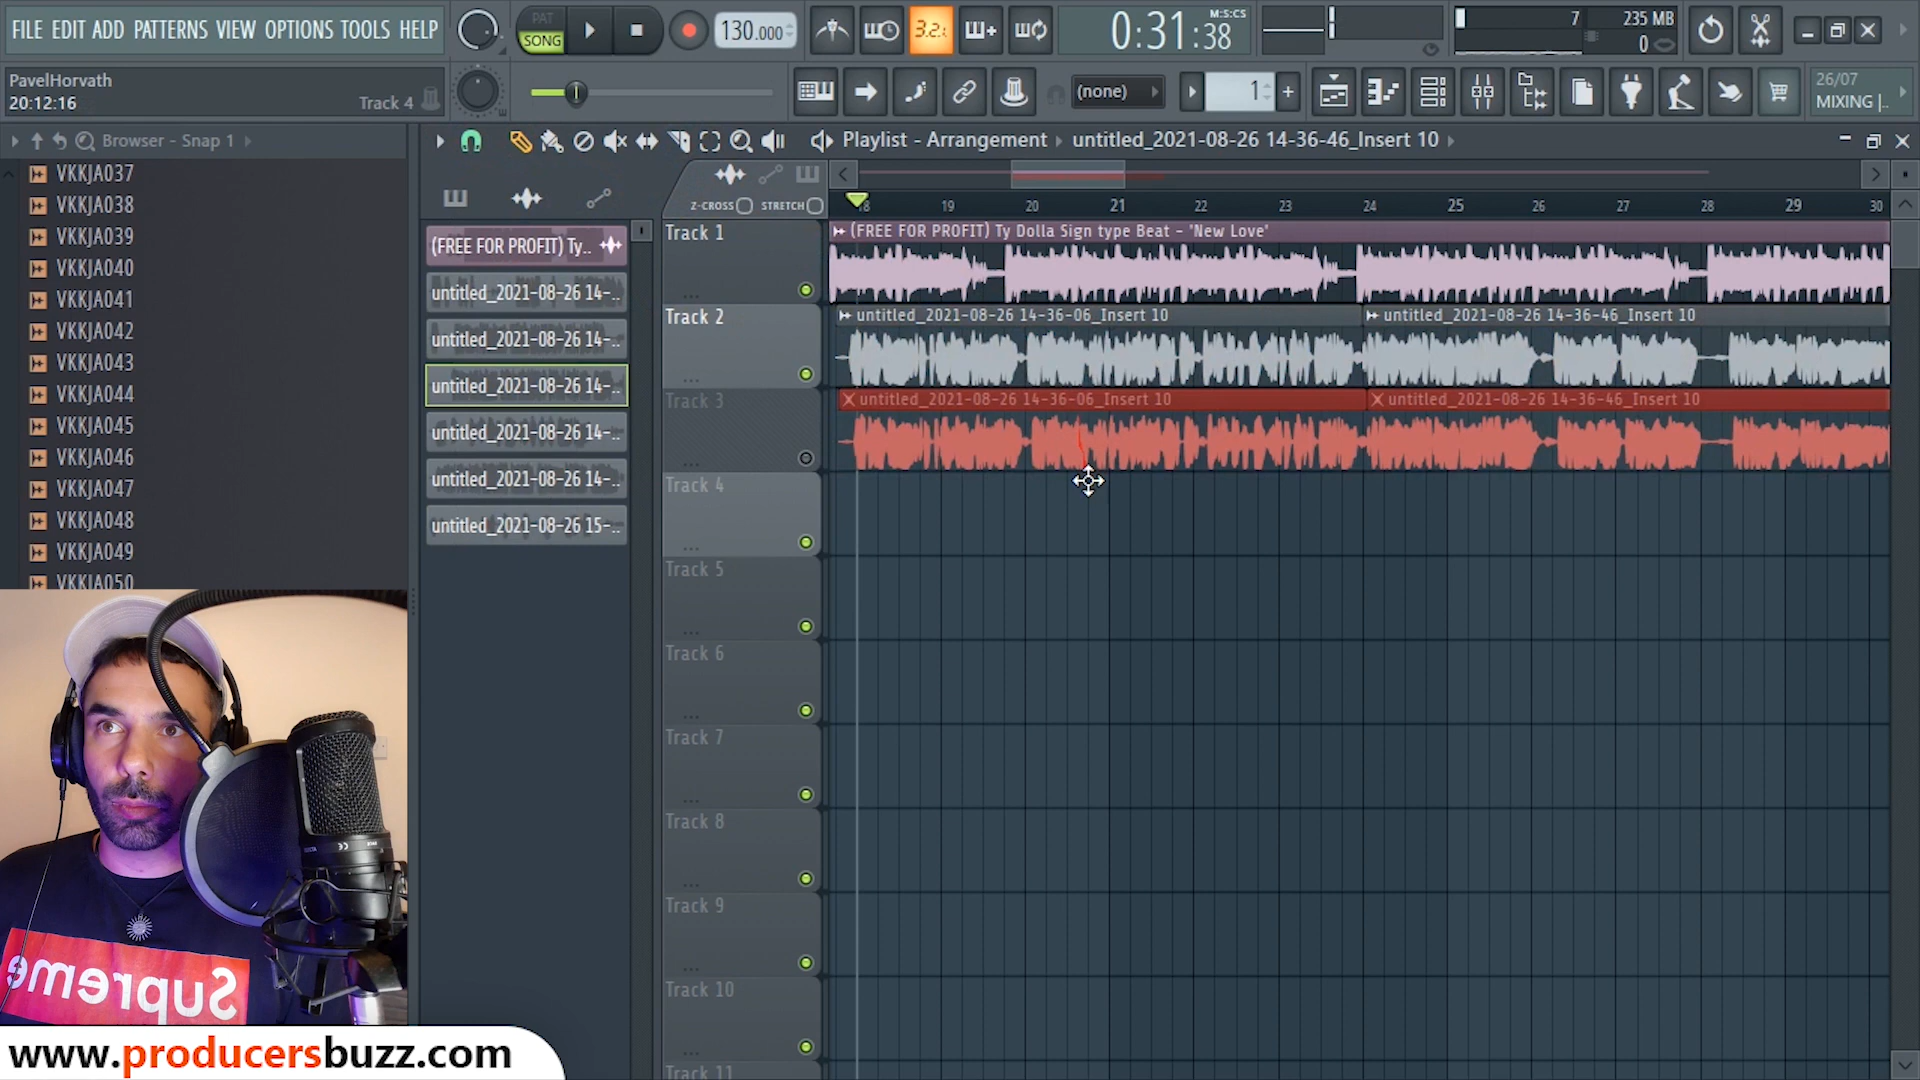 FILE EDIT ADD PATTERNS VIEW OPTIONS TOOLS HELP
PAT
SONG
130.000
3.2.
0:31:38
M:S:CS
7
235 MB
0
PavelHorvath
20:12:16
Track 4
(none)
1
26/07
MIXING |..
Browser - Snap 1
Playlist - Arrangement
untitled_2021-08-26 14-36-46_Insert 10
Z-CROSS
STRETCH
18 19 20 21 22 23 24 25 26 27 28 29 30
VKKJA037
VKKJA038
VKKJA039
VKKJA040
VKKJA041
VKKJA042
VKKJA043
VKKJA044
VKKJA045
VKKJA046
VKKJA047
VKKJA048
VKKJA049
VKKJA050
(FREE FOR PROFIT) Ty..
untitled_2021-08-26 14-..
untitled_2021-08-26 14-..
untitled_2021-08-26 14-..
untitled_2021-08-26 14-..
untitled_2021-08-26 14-..
untitled_2021-08-26 15-..
Track 1
(FREE FOR PROFIT) Ty Dolla Sign type Beat - 'New Love'
Track 2
untitled_2021-08-26 14-36-06_Insert 10
untitled_2021-08-26 14-36-46_Insert 10
Track 3
untitled_2021-08-26 14-36-06_Insert 10
untitled_2021-08-26 14-36-46_Insert 10
Track 4
Track 5
Track 6
Track 7
Track 8
Track 9
Track 10
Track 11
Supreme
www.producersbuzz.com